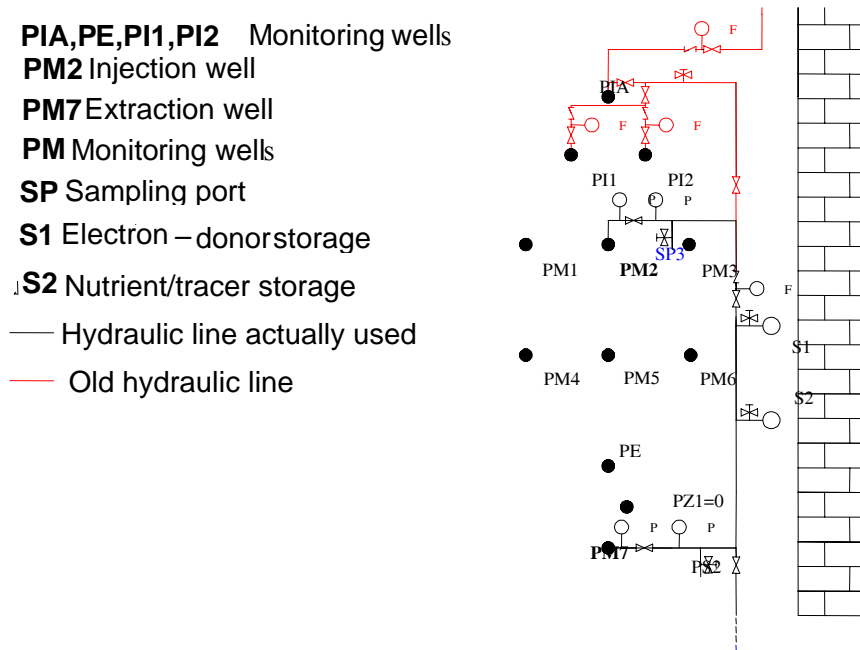 PIA,PE,PI1,PI2 Monitoring wells
PM2 Injection well
PM7 Extraction well
PM Monitoring wells
SP Sampling port
S1 Electron – donor storage
S2 Nutrient/tracer storage
Hydraulic line actually used
Old hydraulic line
F
PIA
F F
PI1 PI2
P P
SP3
PM1 PM2 PM3
F
S1
PM4 PM5 PM6
S2
PE
PZ1=0
P P
PM7